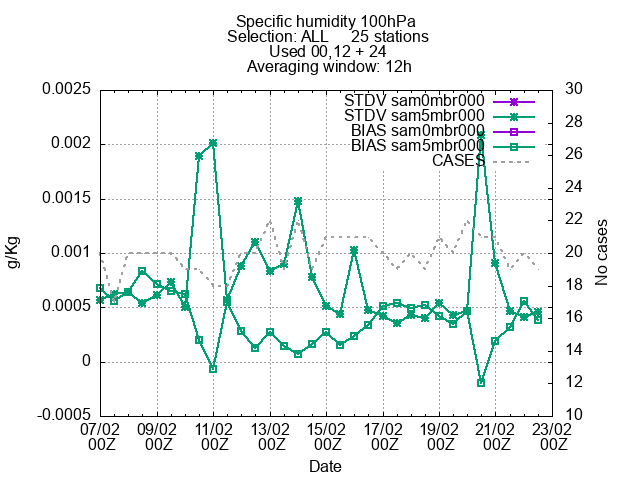 Specific humidity 100hPa
Selection: ALL 25 stations
Used 00,12 + 24
Averaging window: 12h
STDV sam0mbr000
STDV sam5mbr000
BIAS sam0mbr000
BIAS sam5mbr000
CASES
0.0025
0.002
0.0015
0.001
0.0005
0
-0.0005
g/Kg
30
28
26
24
22
20
18
16
14
12
10
No cases
07/02 09/02 11/02 13/02 15/02 17/02 19/02 21/02 23/02
00Z 00Z 00Z 00Z 00Z 00Z 00Z 00Z 00Z
Date